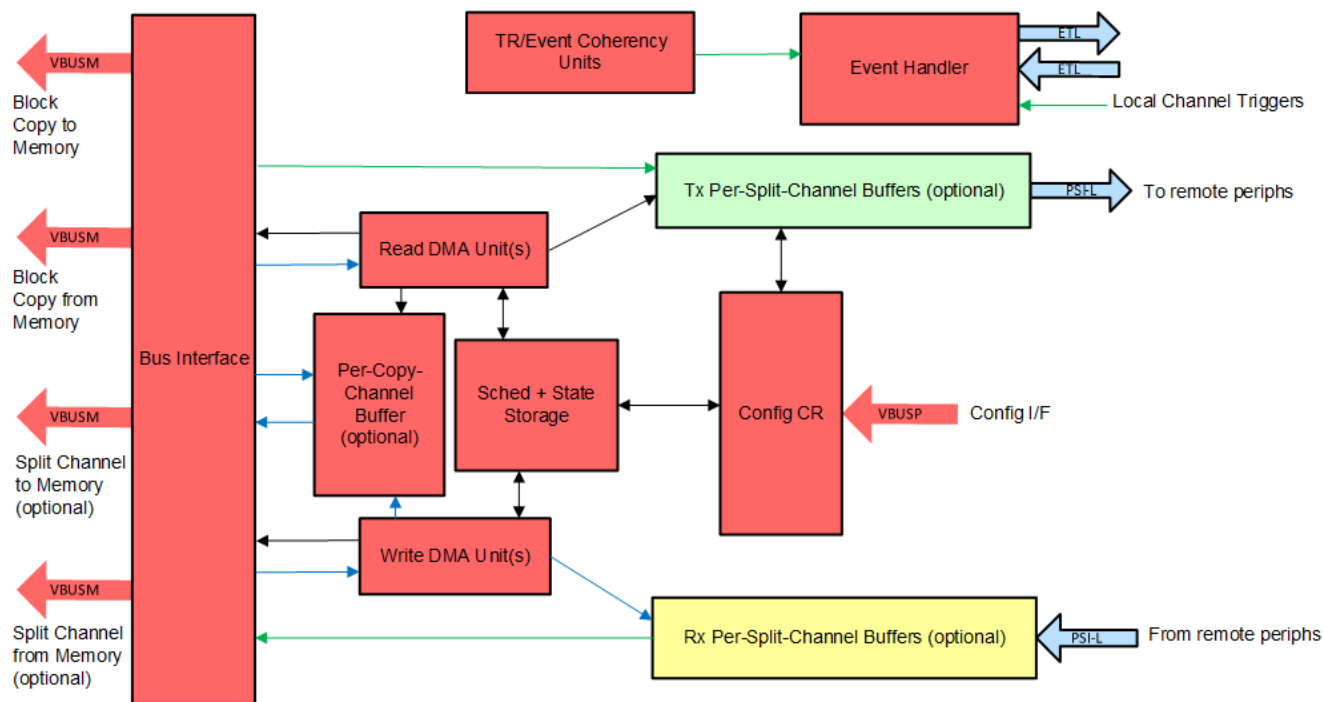 VBUSM
Block
Copy to
Memory
VBUSM
Block
Copy from
Memory
VBUSM
Split Channel
to Memory
(optional)
VBUSM
Split Channel
from Memory
(optional)
Bus Interface
TR/Event Coherency
Units
Event Handler
ETL
ETL
Local Channel Triggers
Tx Per-Split-Channel Buffers (optional)
PSI-L
To remote periphs
Read DMA Unit(s)
Per-Copy-
Channel
Buffer
(optional)
Sched + State
Storage
Config CR
VBUSP
Config I/F
Write DMA Unit(s)
Rx Per-Split-Channel Buffers (optional)
PSI-L
From remote periphs